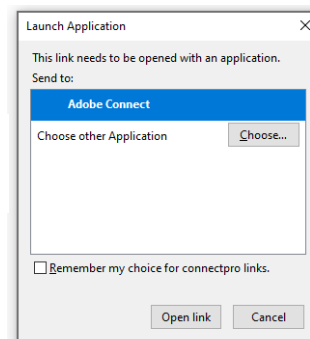 Launch Application
This link needs to be opened with an application.
Send to:
Adobe Connect
Choose other Application
Choose...
Remember my choice for connectpro links.
Open link
Cancel